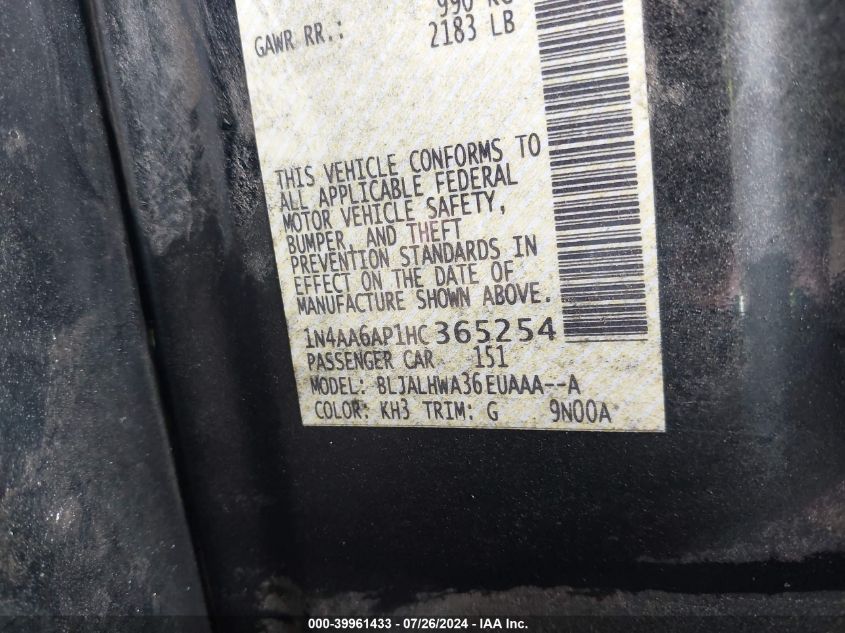 990 KG
GAWR RR.: 2183 LB
THIS VEHICLE CONFORMS TO
ALL APPLICABLE FEDERAL
MOTOR VEHICLE SAFETY,
BUMPER, AND THEFT
PREVENTION STANDARDS IN
EFFECT ON THE DATE OF
MANUFACTURE SHOWN ABOVE.
1N4AA6AP1HC365254
PASSENGER CAR 151
MODEL: BLJALHWA36EUAAA--A
COLOR: KH3 TRIM: G 9N00A
000-39961433 - 07/26/2024 - IAA Inc.